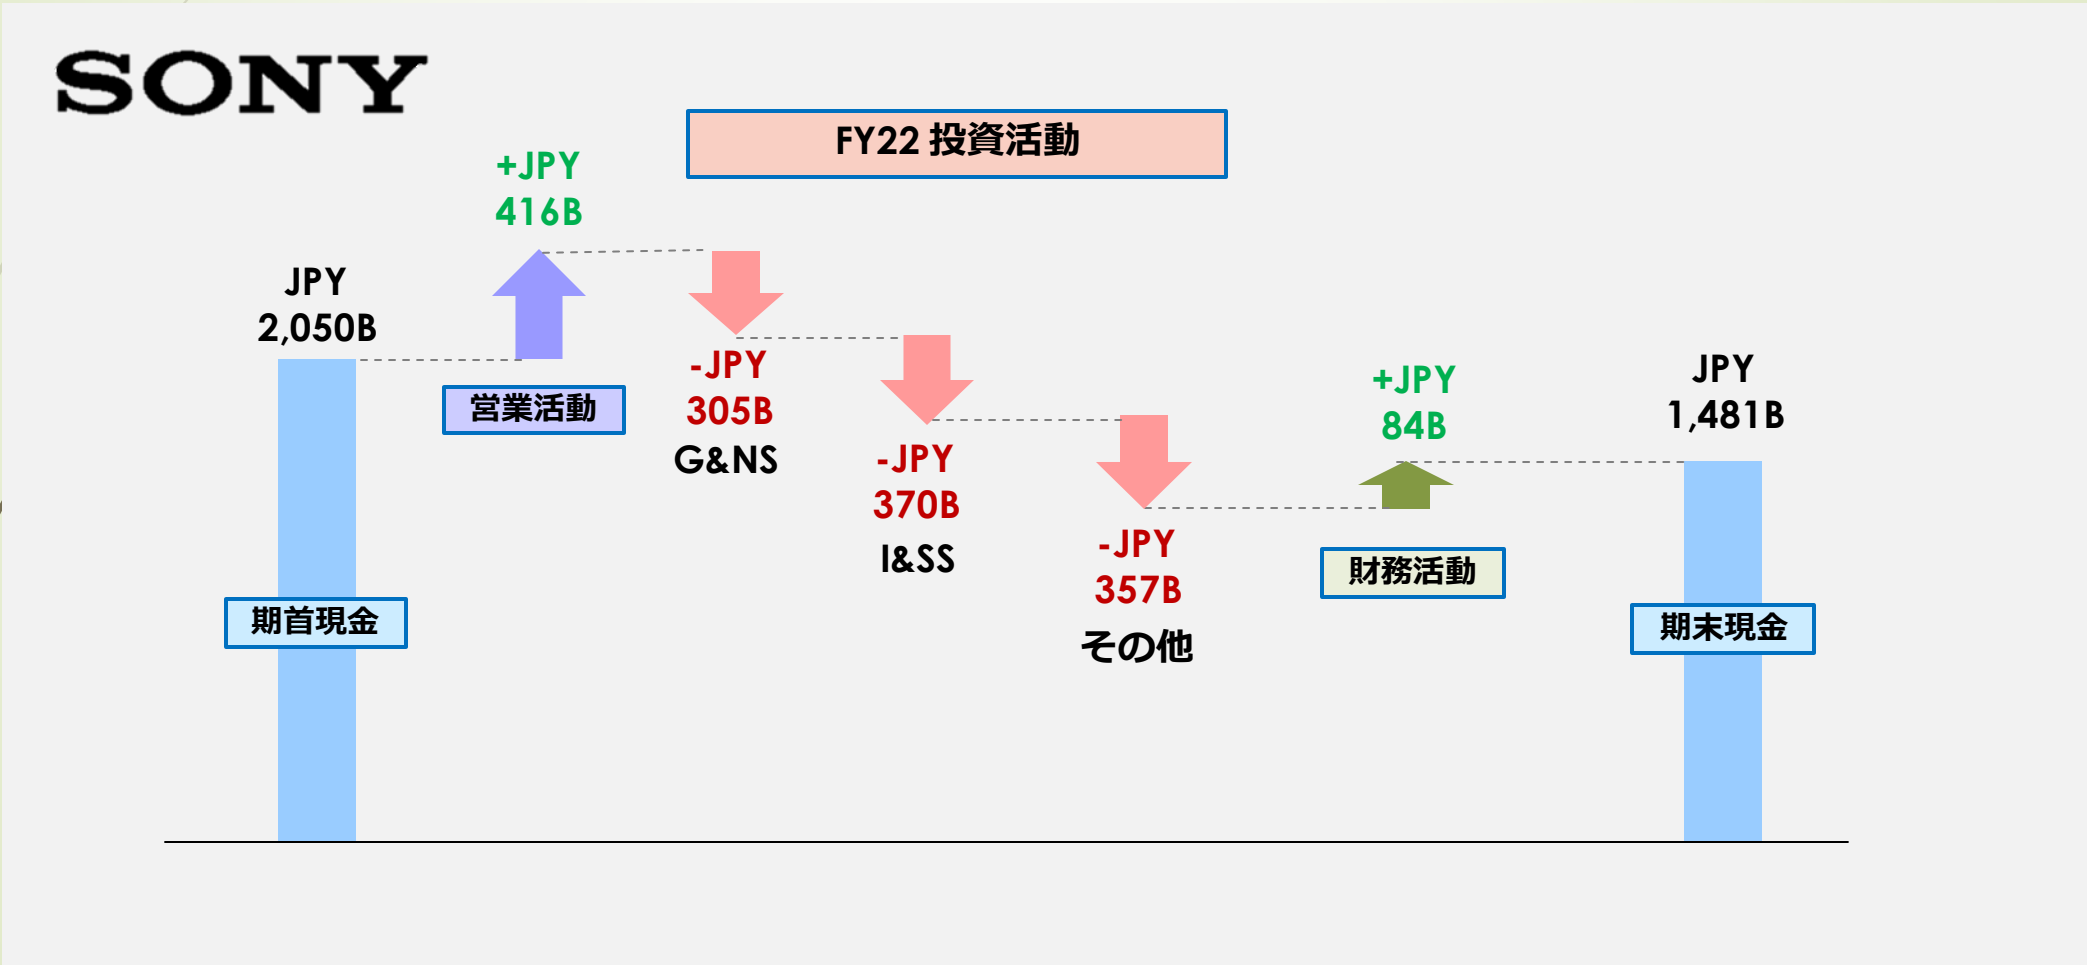 SONY
FY22 投資活動
+JPY
416B
JPY
2,050B
営業活動
-JPY
305B
G&NS
-JPY
370B
I&SS
-JPY
357B
その他
+JPY
84B
財務活動
JPY
1,481B
期首現金
期末現金